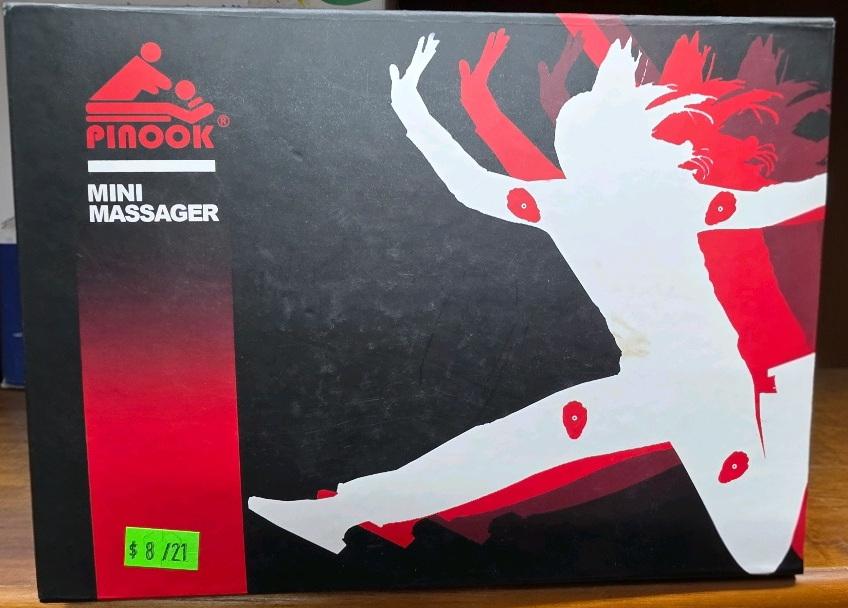 PINOOK®
MINI
MASSAGER
$ 8 /21